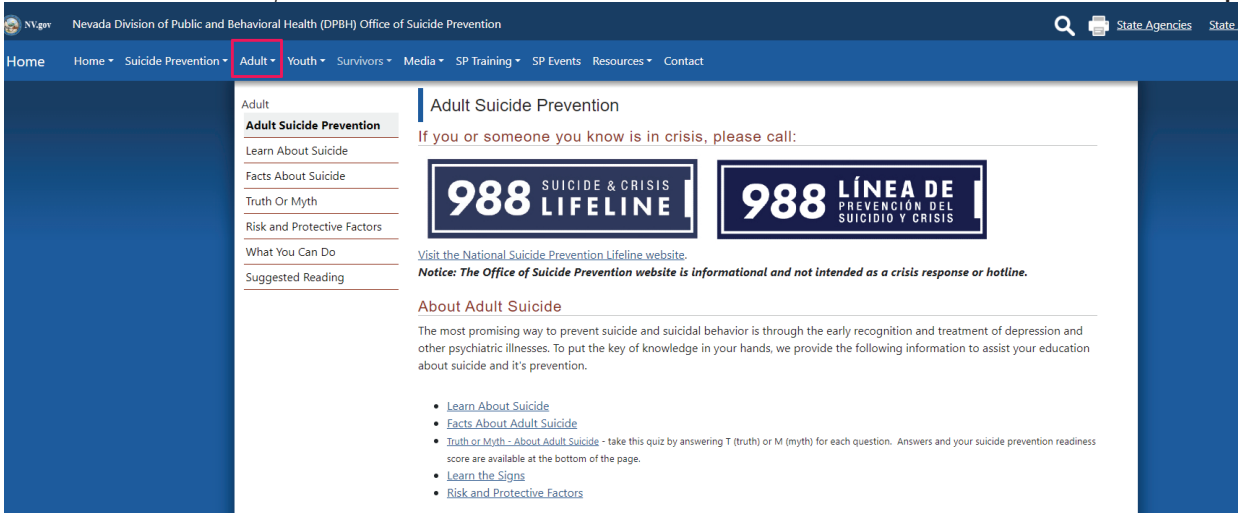 NV.gov Nevada Division of Public and Behavioral Health (DPBH) Office of Suicide Prevention State Agencies State
Home Home Suicide Prevention Adult Youth Survivors Media SP Training SP Events Resources Contact
Adult
Adult Suicide Prevention
Learn About Suicide
Facts About Suicide
Truth Or Myth
Risk and Protective Factors
What You Can Do
Suggested Reading
Adult Suicide Prevention
If you or someone you know is in crisis, please call:
988 SUICIDE & CRISIS
LIFELINE
988 LÍNEA DE
PREVENCIÓN DEL
SUICIDIO Y CRISIS
Visit the National Suicide Prevention Lifeline website.
Notice: The Office of Suicide Prevention website is informational and not intended as a crisis response or hotline.
About Adult Suicide
The most promising way to prevent suicide and suicidal behavior is through the early recognition and treatment of depression and
other psychiatric illnesses. To put the key of knowledge in your hands, we provide the following information to assist your education
about suicide and it's prevention.
• Learn About Suicide
• Facts About Adult Suicide
• Truth or Myth - About Adult Suicide - take this quiz by answering T (truth) or M (myth) for each question. Answers and your suicide prevention readiness
score are available at the bottom of the page.
• Learn the Signs
• Risk and Protective Factors